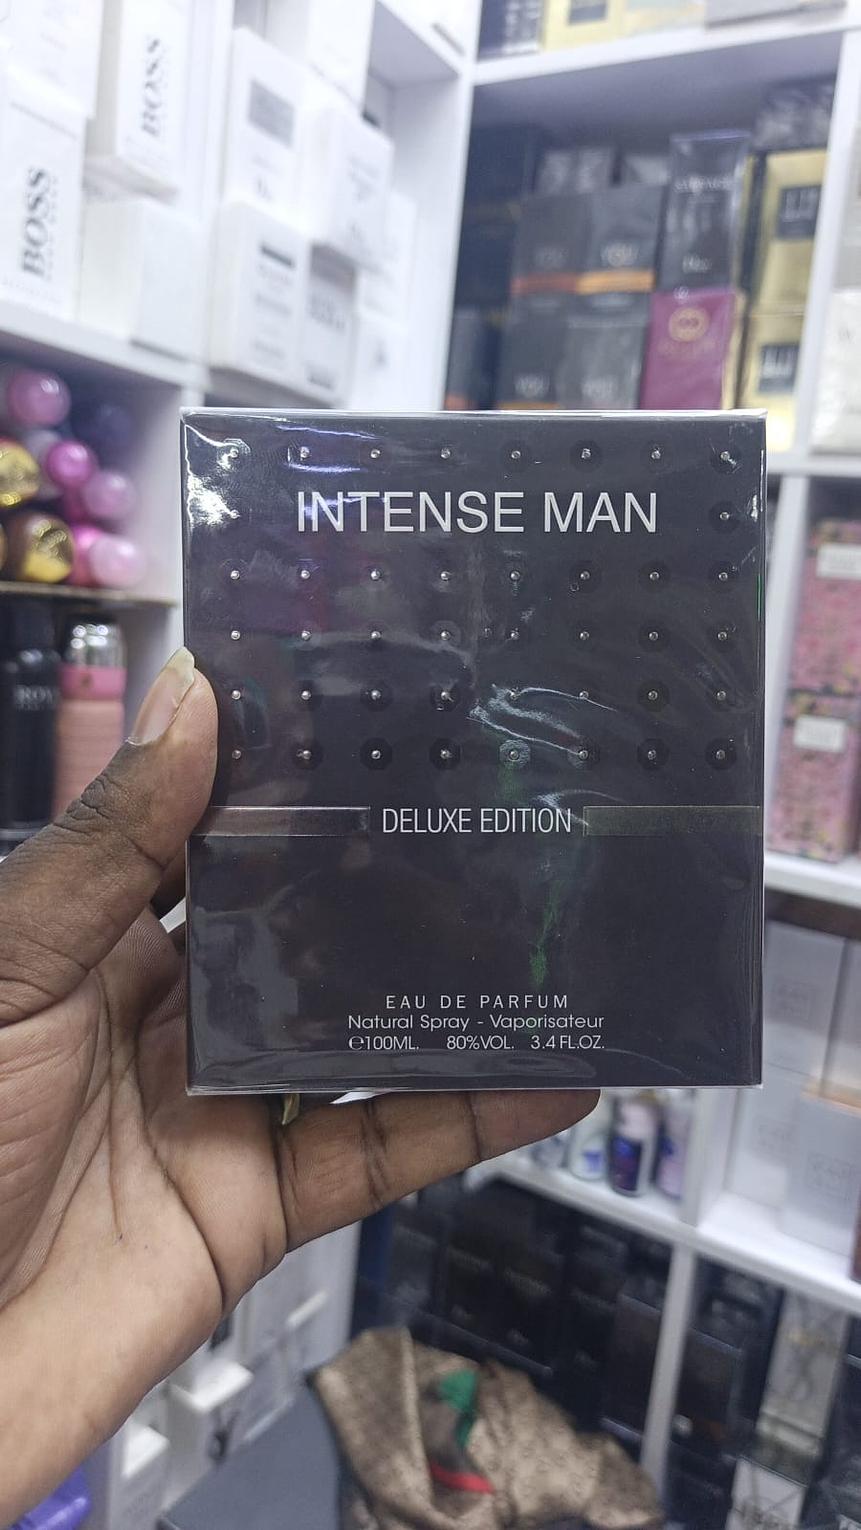 BOSS
BOSS
INTENSE MAN
DELUXE EDITION
EAU DE PARFUM
Natural Spray - Vaporisateur
℮100ML. 80%VOL. 3.4 FL.OZ.